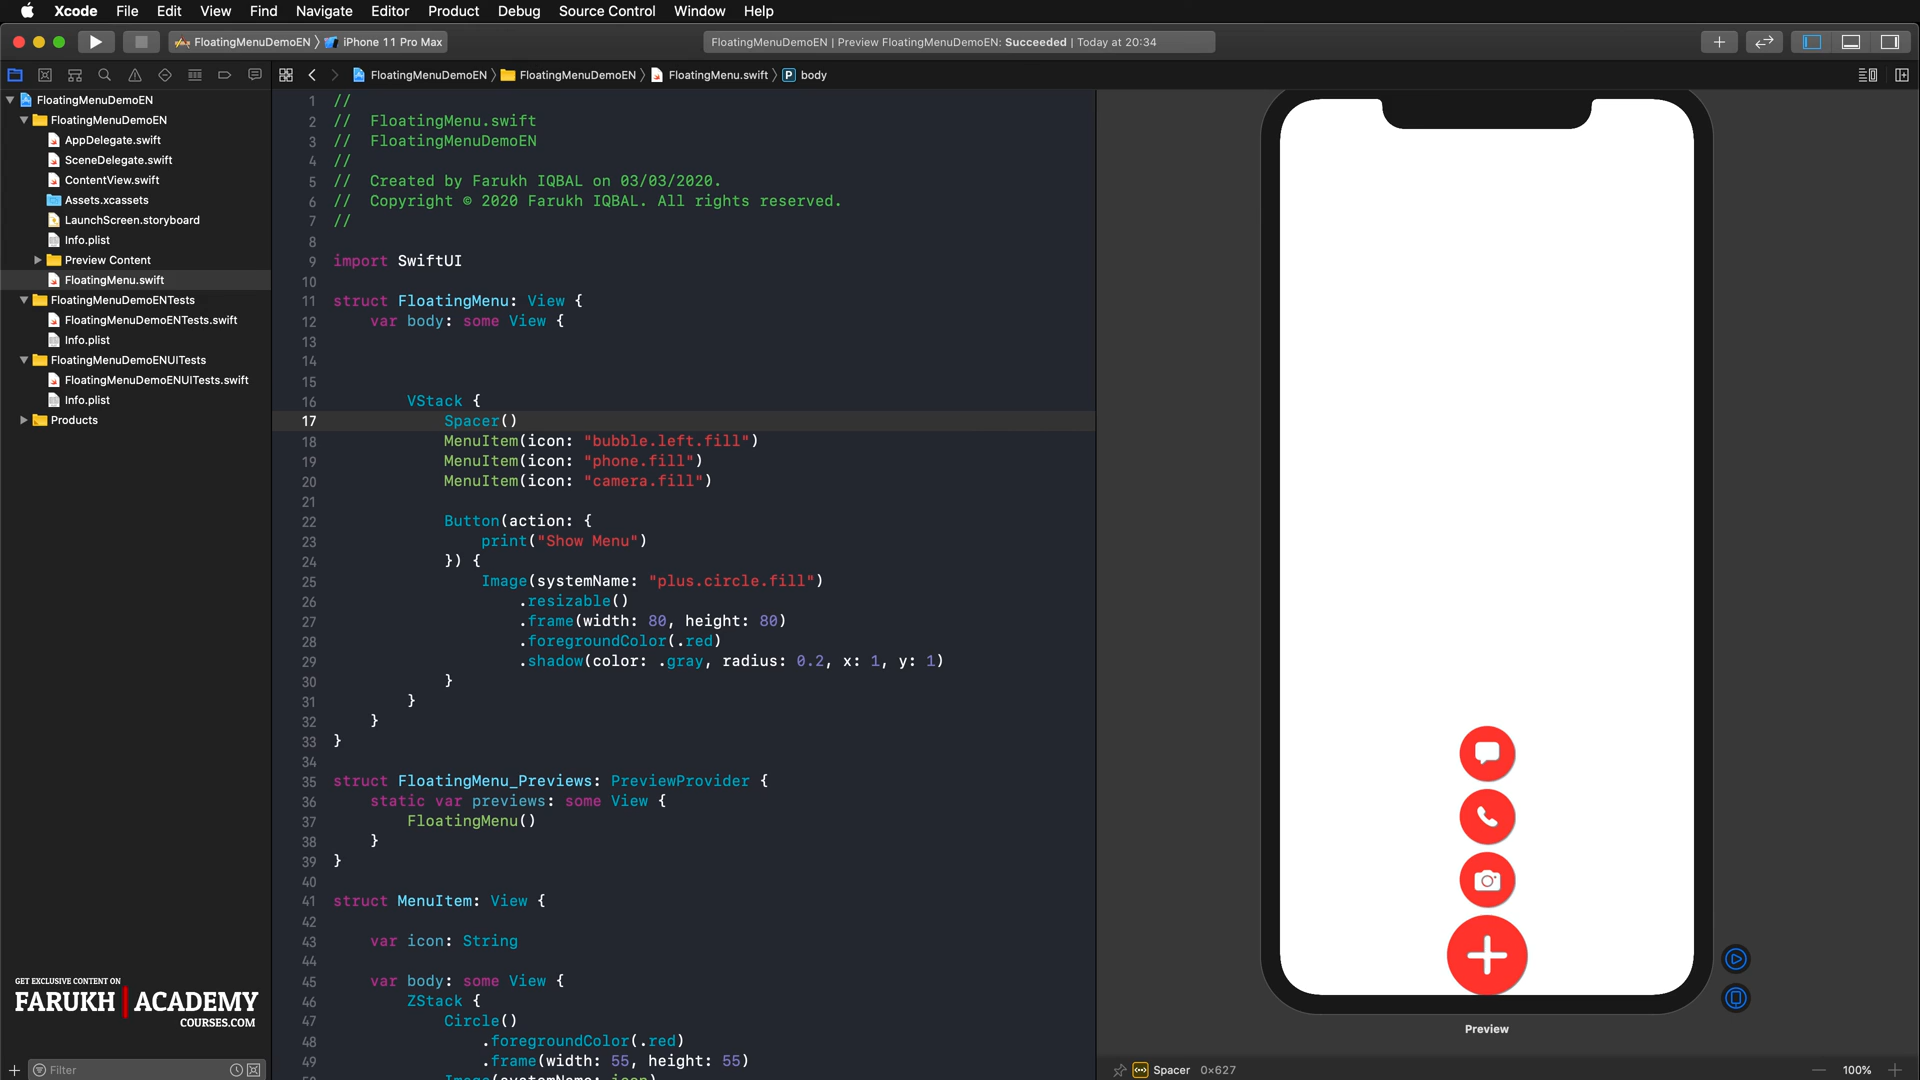 Xcode File Edit View Find Navigate Editor Product Debug Source Control Window Help
FloatingMenuDemoEN iPhone 11 Pro Max
FloatingMenuDemoEN | Preview FloatingMenuDemoEN: Succeeded | Today at 20:34
FloatingMenuDemoEN FloatingMenuDemoEN FloatingMenu.swift P body
FloatingMenuDemoEN
FloatingMenuDemoEN
AppDelegate.swift
SceneDelegate.swift
ContentView.swift
Assets.xcassets
LaunchScreen.storyboard
Info.plist
Preview Content
FloatingMenu.swift
FloatingMenuDemoENTests
FloatingMenuDemoENTests.swift
Info.plist
FloatingMenuDemoENUITests
FloatingMenuDemoENUITests.swift
Info.plist
Products
GET EXCLUSIVE CONTENT ON
FARUKH ACADEMY
COURSES.COM
Filter
1 //
2 // FloatingMenu.swift
3 // FloatingMenuDemoEN
4 //
5 // Created by Farukh IQBAL on 03/03/2020.
6 // Copyright © 2020 Farukh IQBAL. All rights reserved.
7 //
8
9 import SwiftUI
10
11 struct FloatingMenu: View {
12 var body: some View {
13
14
15
16 VStack {
17 Spacer()
18 MenuItem(icon: "bubble.left.fill")
19 MenuItem(icon: "phone.fill")
20 MenuItem(icon: "camera.fill")
21
22 Button(action: {
23 print("Show Menu")
24 }) {
25 Image(systemName: "plus.circle.fill")
26 .resizable()
27 .frame(width: 80, height: 80)
28 .foregroundColor(.red)
29 .shadow(color: .gray, radius: 0.2, x: 1, y: 1)
30 }
31 }
32 }
33 }
34
35 struct FloatingMenu_Previews: PreviewProvider {
36 static var previews: some View {
37 FloatingMenu()
38 }
39 }
40
41 struct MenuItem: View {
42
43 var icon: String
44
45 var body: some View {
46 ZStack {
47 Circle()
48 .foregroundColor(.red)
49 .frame(width: 55, height: 55)
Image(systemName: icon)
Preview
Spacer 0×627
100%